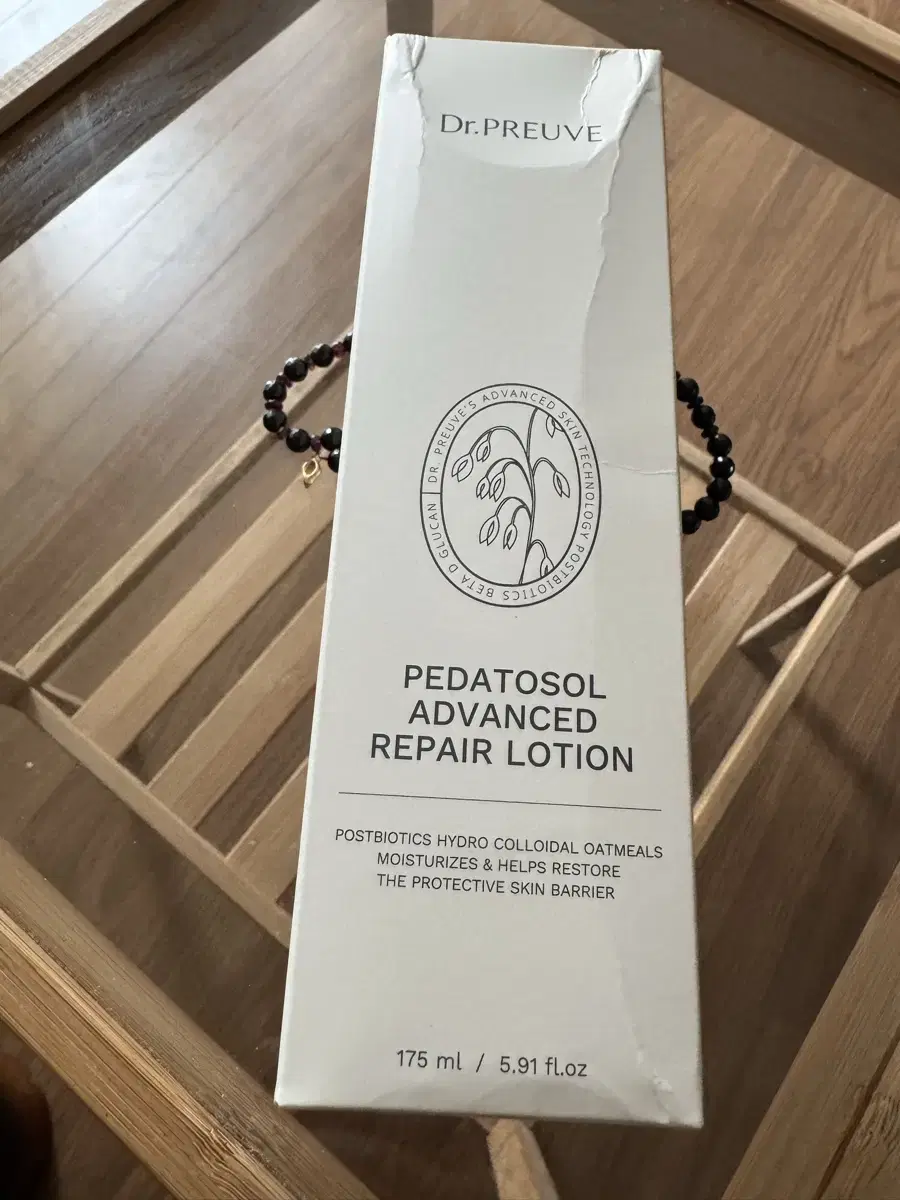 Dr.PREUVE
BETA D GLUCAN | DR. PREUVE'S ADVANCED SKIN TECHNOLOGY POSTBIOTICS
PEDATOSOL
ADVANCED
REPAIR LOTION
POSTBIOTICS HYDRO COLLOIDAL OATMEALS
MOISTURIZES & HELPS RESTORE
THE PROTECTIVE SKIN BARRIER
175 ml / 5.91 fl.oz